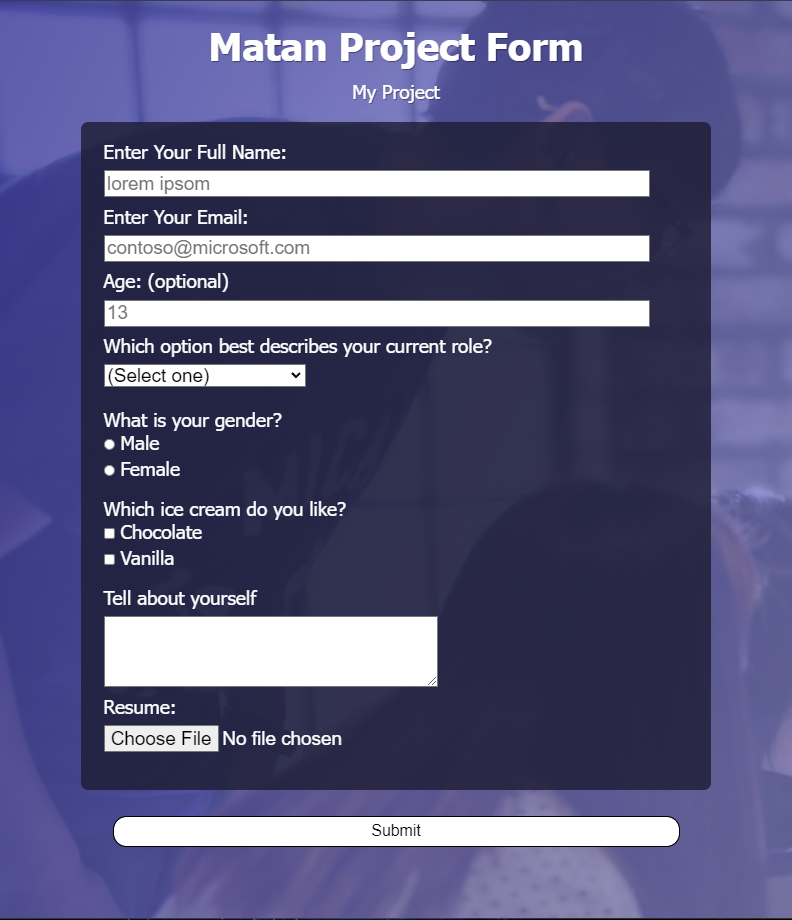 Matan Project Form
My Project
Enter Your Full Name:
lorem ipsom
Enter Your Email:
contoso@microsoft.com
Age: (optional)
13
Which option best describes your current role?
(Select one)
What is your gender?
Male
Female
Which ice cream do you like?
Chocolate
Vanilla
Tell about yourself
Resume:
Choose File No file chosen
Submit